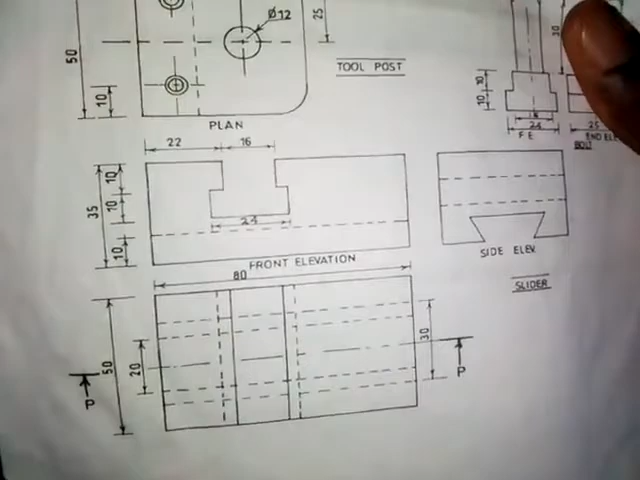 Ø12
25
50
10
TOOL POST
PLAN
30
10
10
24
25
F E
END ELE
BOLT
22
16
10
35
10
24
10
FRONT ELEVATION
SIDE ELEV.
SLIDER
80
50
20
30
P
P